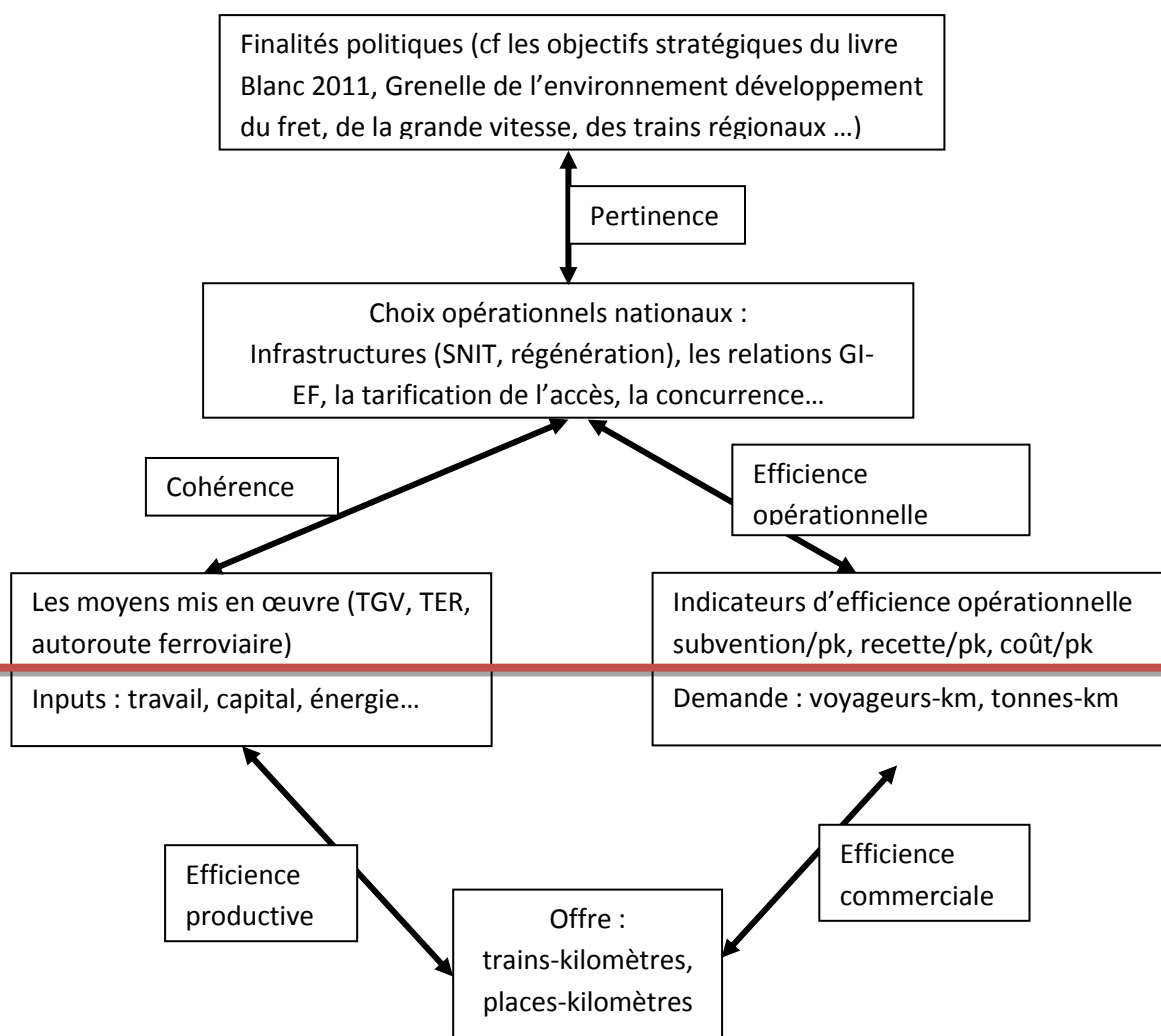 Finalités politiques (cf les objectifs stratégiques du livre
Blanc 2011, Grenelle de l’environnement développement
du fret, de la grande vitesse, des trains régionaux …)
Pertinence
Choix opérationnels nationaux :
Infrastructures (SNIT, régénération), les relations GI-
EF, la tarification de l’accès, la concurrence…
Cohérence
Efficience
opérationnelle
Les moyens mis en œuvre (TGV, TER,
autoroute ferroviaire)
Inputs : travail, capital, énergie…
Indicateurs d’efficience opérationnelle
subvention/pk, recette/pk, coût/pk
Demande : voyageurs-km, tonnes-km
Efficience
productive
Efficience
commerciale
Offre :
trains-kilomètres,
places-kilomètres